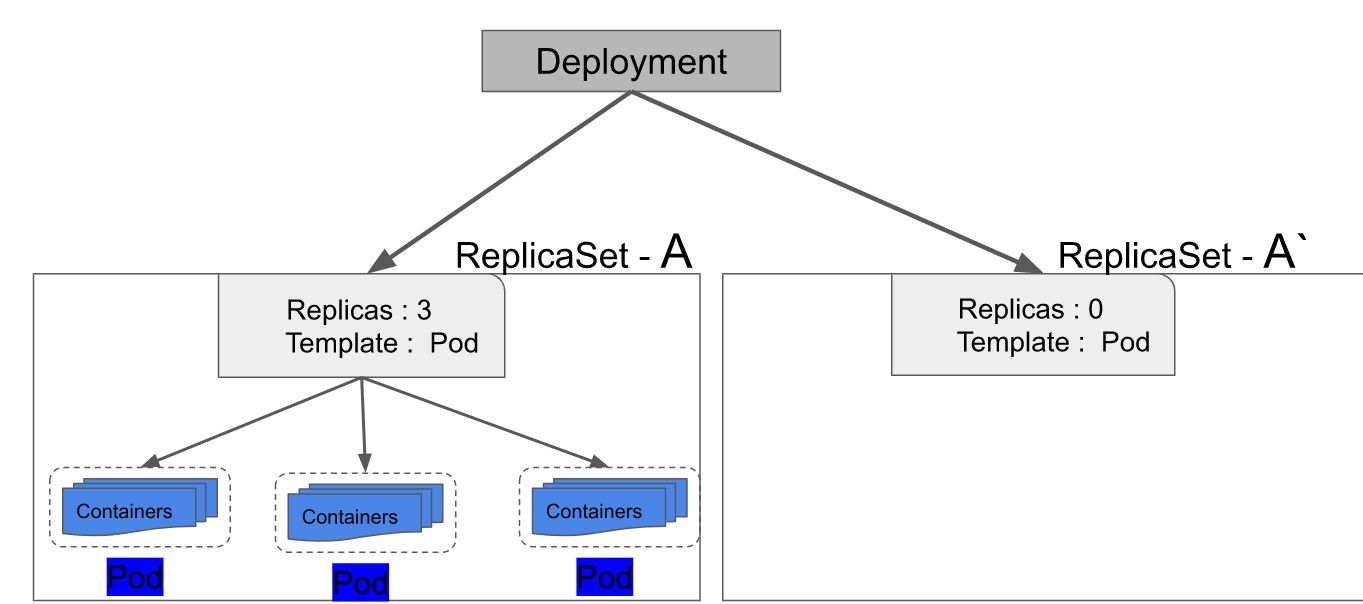 Deployment
ReplicaSet - A
ReplicaSet - A`
Replicas : 3
Template :  Pod
Replicas : 0
Template :  Pod
Containers
Containers
Containers
Pod
Pod
Pod